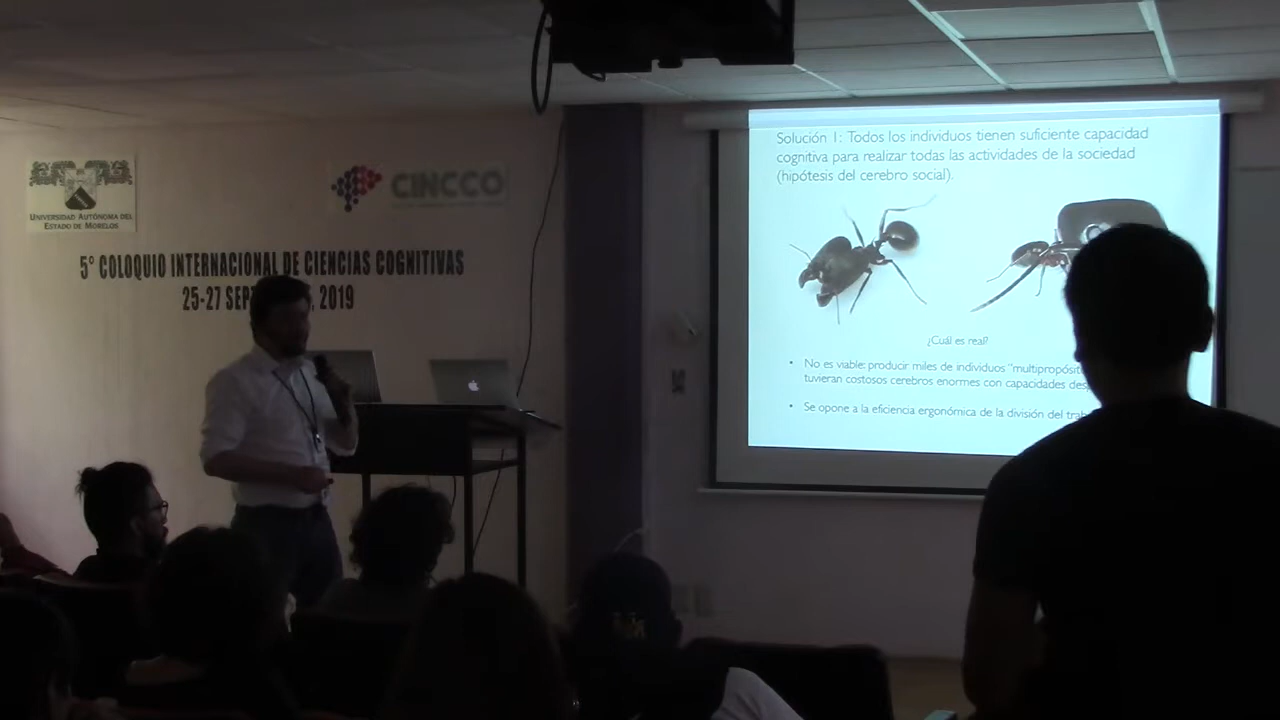 UNIVERSIDAD AUTÓNOMA DEL
ESTADO DE MORELOS
CINCCO
5° COLOQUIO INTERNACIONAL DE CIENCIAS COGNITIVAS
25-27 SEP 2019
Solución 1: Todos los individuos tienen suficiente capacidad
cognitiva para realizar todas las actividades de la sociedad
(hipótesis del cerebro social).
¿Cuál es real?
• No es viable: producir miles de individuos "multipropósit
tuvieran costosos cerebros enormes con capacidades des
• Se opone a la eficiencia ergonómica de la división del trab